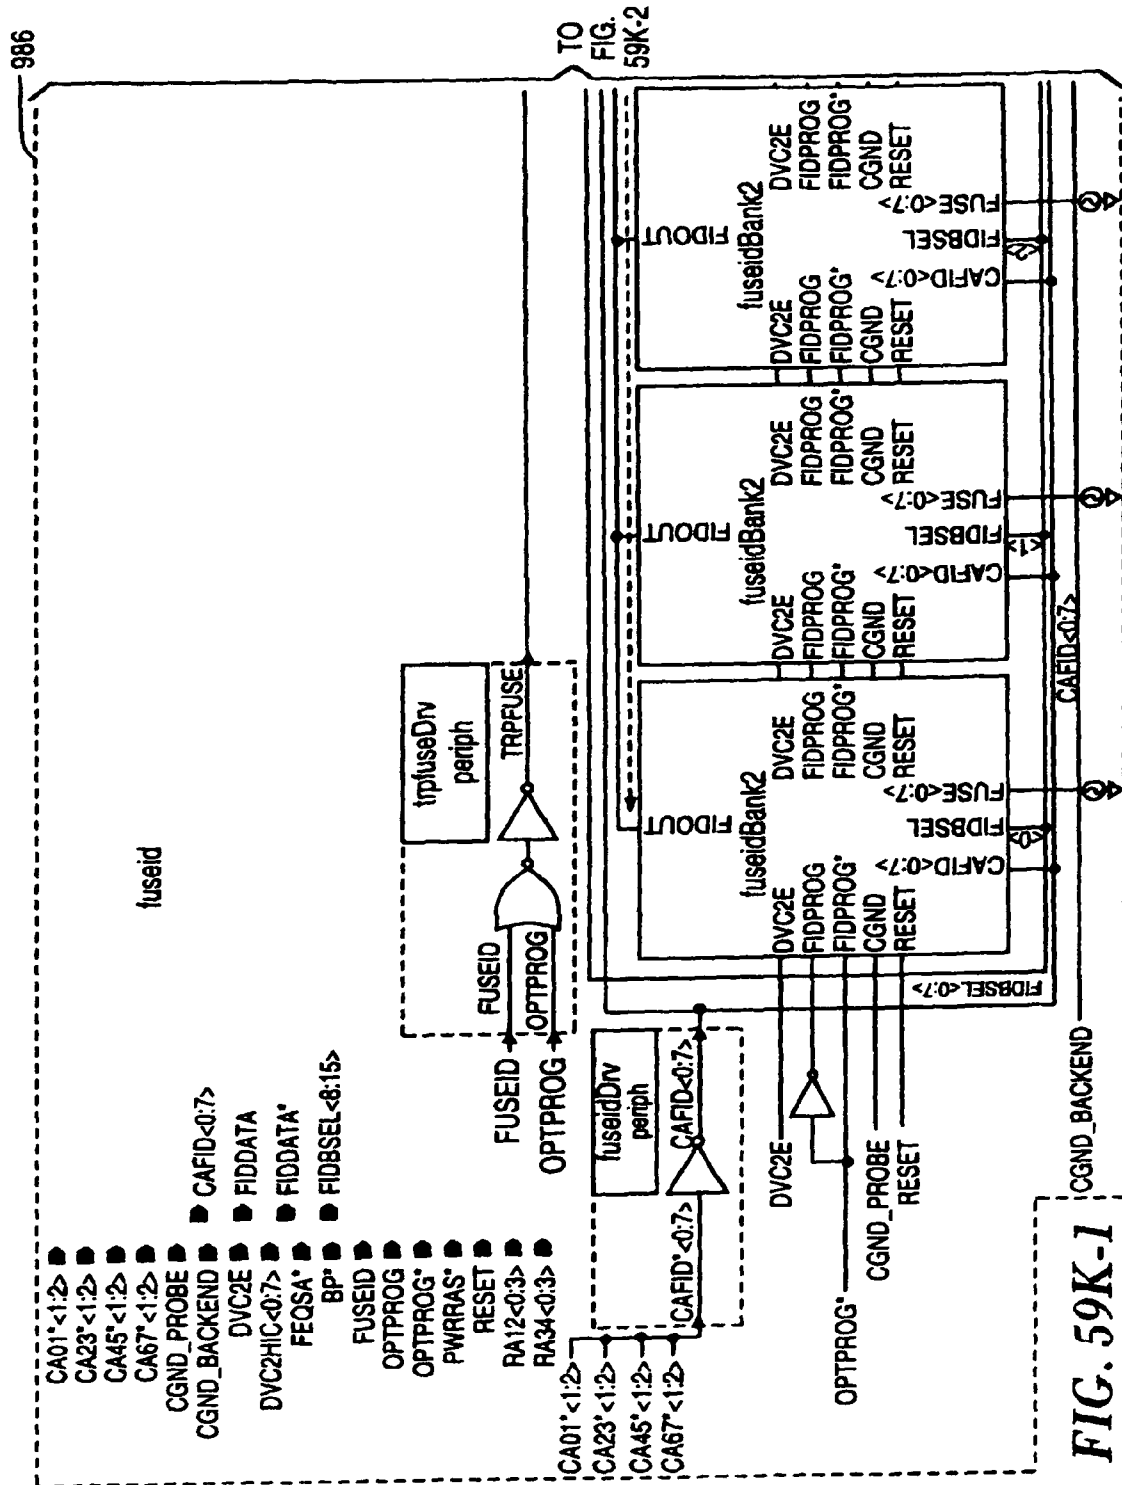 986
TO
FIG.
59K-2
fuseid
CA01*<1:2>
CA23*<1:2>
CA45*<1:2>
CA67*<1:2>
CGND_PROBE
CGND_BACKEND
DVC2E
DVC2HIC<0:7>
FEQSA*
BP*
FUSEID
OPTPROG
OPTPROG*
PWRRAS*
RESET
RA12<0:3>
RA34<0:3>
CAFID<0:7>
FIDDATA
FIDDATA*
FIDBSEL<8:15>
trpfuseDrv
periph
FUSEID
OPTPROG
FUSEID
OPTPROG
TRPFUSE
CA01*<1:2>
CA23*<1:2>
CA45*<1:2>
CA67*<1:2>
fuseidDrv
periph
CAFID*<0:7>
CAFID<0:7>
DVC2E
OPTPROG*
CGND_PROBE
RESET
FIDBSEL<0:7>
FIDOUT
fuseidBank2
DVC2E DVC2E
FIDPROG FIDPROG
FIDPROG* FIDPROG*
CGND CGND
RESET RESET
CAFID<0:7>
FIDBSEL
FUSE<0:7>
<0>
FIDOUT
fuseidBank2
DVC2E DVC2E
FIDPROG FIDPROG
FIDPROG* FIDPROG*
CGND CGND
RESET RESET
CAFID<0:7>
FIDBSEL
FUSE<0:7>
<1>
FIDOUT
fuseidBank2
DVC2E DVC2E
FIDPROG FIDPROG
FIDPROG* FIDPROG*
CGND CGND
RESET RESET
CAFID<0:7>
FIDBSEL
FUSE<0:7>
<2>
CAFID<0:7>
CGND_BACKEND
FIG. 59K-1